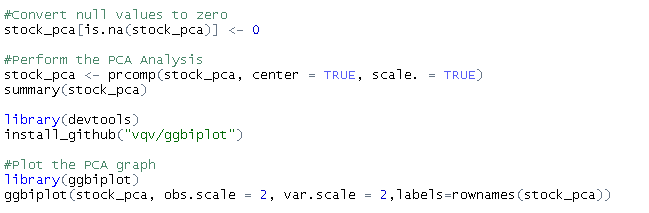 #Convert null values to zero
stock_pca[is.na(stock_pca)] <- 0
#Perform the PCA Analysis
stock_pca <- prcomp(stock_pca, center = TRUE, scale. = TRUE)
summary(stock_pca)
library(devtools)
install_github("vqv/ggbiplot")
#Plot the PCA graph
library(ggbiplot)
ggbiplot(stock_pca, obs.scale = 2, var.scale = 2,labels=rownames(stock_pca))